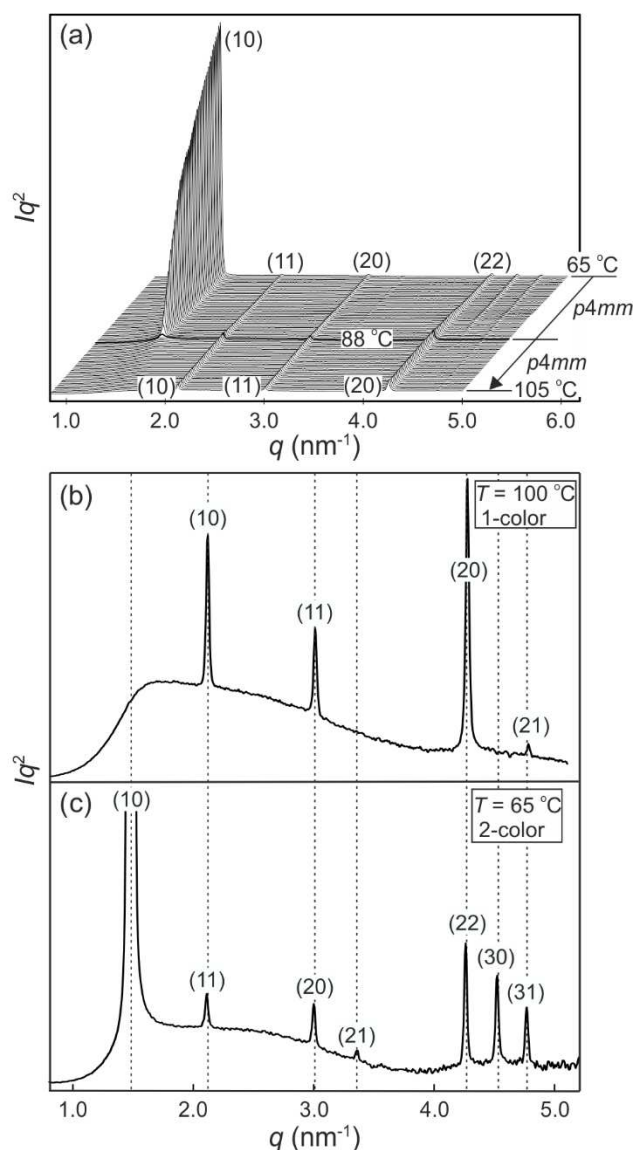 (a)
(10)
Iq²
(11)
(20)
(22)
65 °C
p4mm
88 °C
p4mm
(10)
(11)
(20)
105 °C
1.0 2.0 3.0 4.0 5.0 6.0
q (nm⁻¹)
(b)
T = 100 °C
1-color
(10)
(20)
(11)
(21)
Iq²
(c)
(10)
T = 65 °C
2-color
(22)
(30)
(11)
(20)
(31)
(21)
1.0 2.0 3.0 4.0 5.0
q (nm⁻¹)